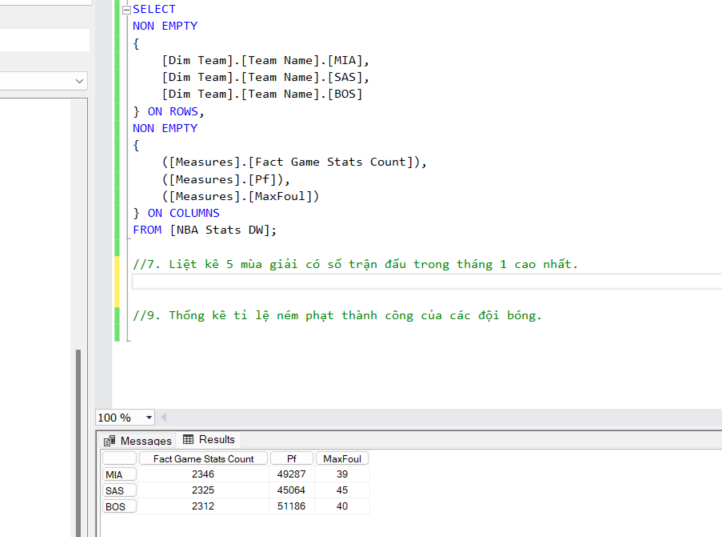 SELECT
NON EMPTY
{
[Dim Team].[Team Name].[MIA],
[Dim Team].[Team Name].[SAS],
[Dim Team].[Team Name].[BOS]
} ON ROWS,
NON EMPTY
{
([Measures].[Fact Game Stats Count]),
([Measures].[Pf]),
([Measures].[MaxFoul])
} ON COLUMNS
FROM [NBA Stats DW];
//7. Liệt kê 5 mùa giải có số trận đấu trong tháng 1 cao nhất.
//9. Thống kê tỉ lệ ném phạt thành công của các đội bóng.
100 %
Messages Results
Fact Game Stats Count Pf MaxFoul
MIA 2346 49287 39
SAS 2325 45064 45
BOS 2312 51186 40